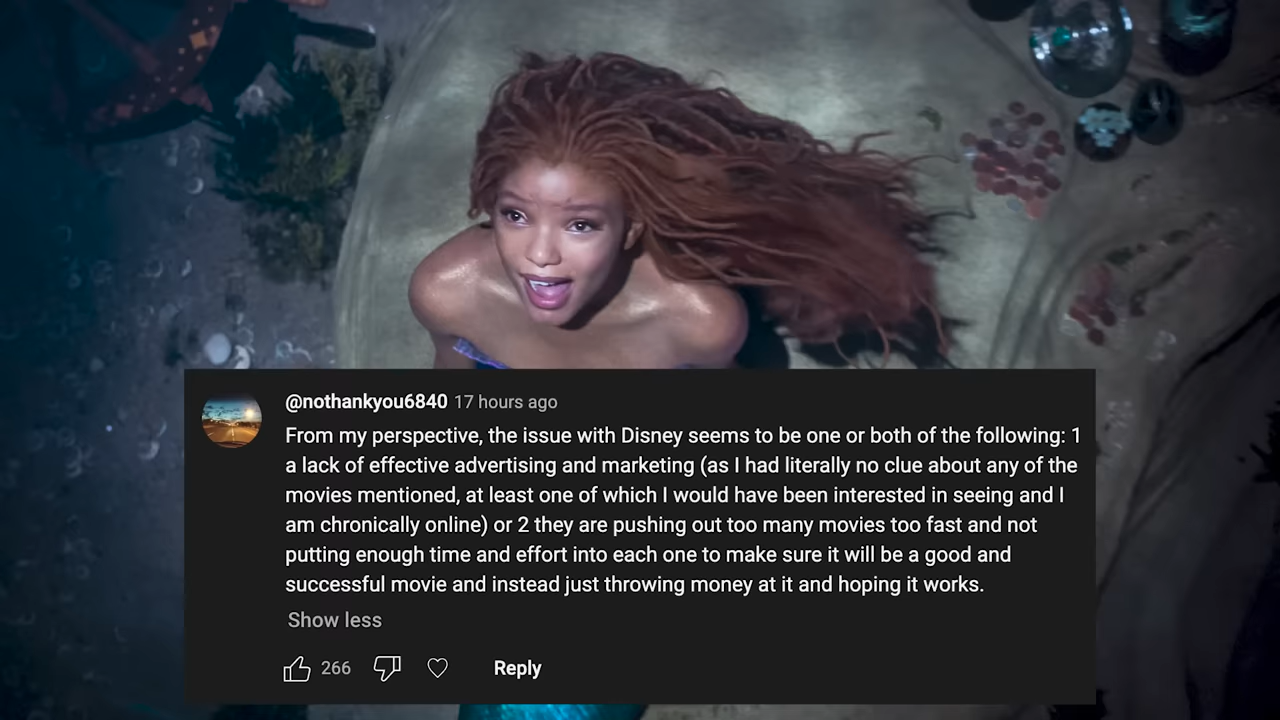 @nothankyou6840 17 hours ago
From my perspective, the issue with Disney seems to be one or both of the following: 1
a lack of effective advertising and marketing (as I had literally no clue about any of the
movies mentioned, at least one of which I would have been interested in seeing and I
am chronically online) or 2 they are pushing out too many movies too fast and not
putting enough time and effort into each one to make sure it will be a good and
successful movie and instead just throwing money at it and hoping it works.
Show less
266 Reply